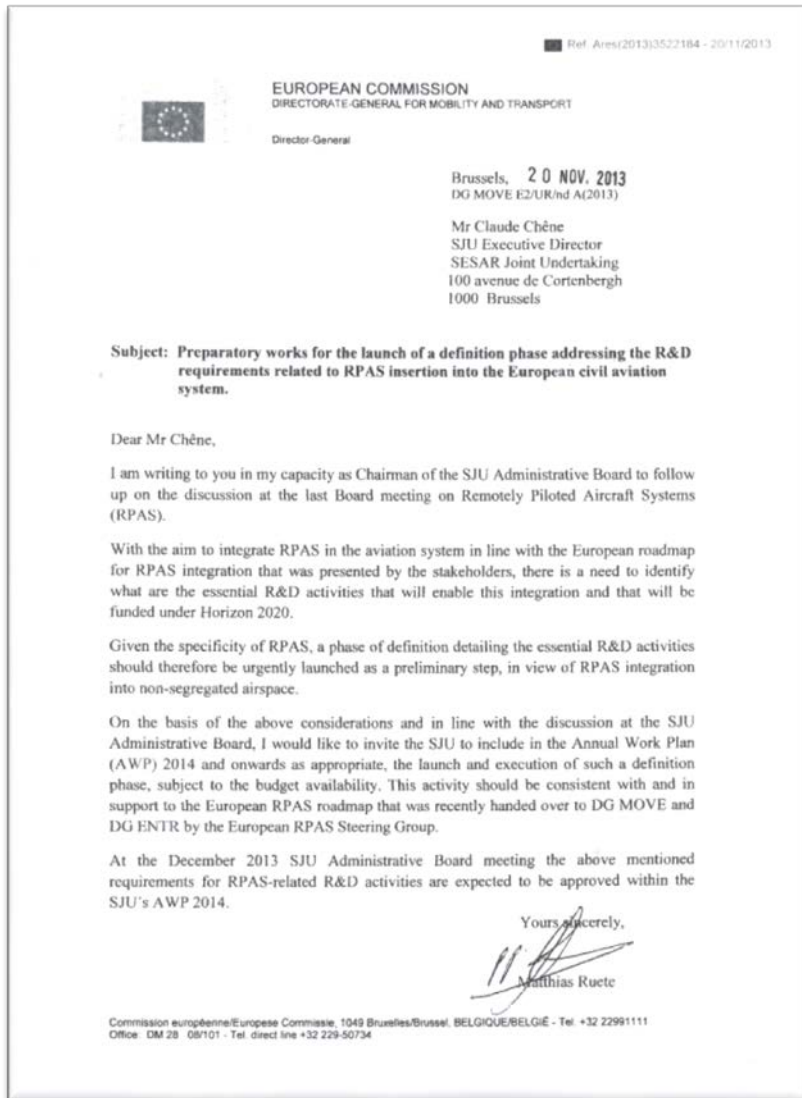 Ref. Ares(2013)3522184 - 20/11/2013
EUROPEAN COMMISSION
DIRECTORATE-GENERAL FOR MOBILITY AND TRANSPORT
Director-General
Brussels, 20 NOV. 2013
DG MOVE E2/UR/nd A(2013)
Mr Claude Chêne
SJU Executive Director
SESAR Joint Undertaking
100 avenue de Cortenbergh
1000 Brussels
Subject: Preparatory works for the launch of a definition phase addressing the R&D
requirements related to RPAS insertion into the European civil aviation
system.
Dear Mr Chêne,
I am writing to you in my capacity as Chairman of the SJU Administrative Board to follow
up on the discussion at the last Board meeting on Remotely Piloted Aircraft Systems
(RPAS).
With the aim to integrate RPAS in the aviation system in line with the European roadmap
for RPAS integration that was presented by the stakeholders, there is a need to identify
what are the essential R&D activities that will enable this integration and that will be
funded under Horizon 2020.
Given the specificity of RPAS, a phase of definition detailing the essential R&D activities
should therefore be urgently launched as a preliminary step, in view of RPAS integration
into non-segregated airspace.
On the basis of the above considerations and in line with the discussion at the SJU
Administrative Board, I would like to invite the SJU to include in the Annual Work Plan
(AWP) 2014 and onwards as appropriate, the launch and execution of such a definition
phase, subject to the budget availability. This activity should be consistent with and in
support to the European RPAS roadmap that was recently handed over to DG MOVE and
DG ENTR by the European RPAS Steering Group.
At the December 2013 SJU Administrative Board meeting the above mentioned
requirements for RPAS-related R&D activities are expected to be approved within the
SJU's AWP 2014.
Yours sincerely,
Matthias Ruete
Commission européenne/Europese Commissie, 1049 Bruxelles/Brussel, BELGIQUE/BELGIË - Tel. +32 22991111
Office: DM 28 08/101 - Tel. direct line +32 229-50734